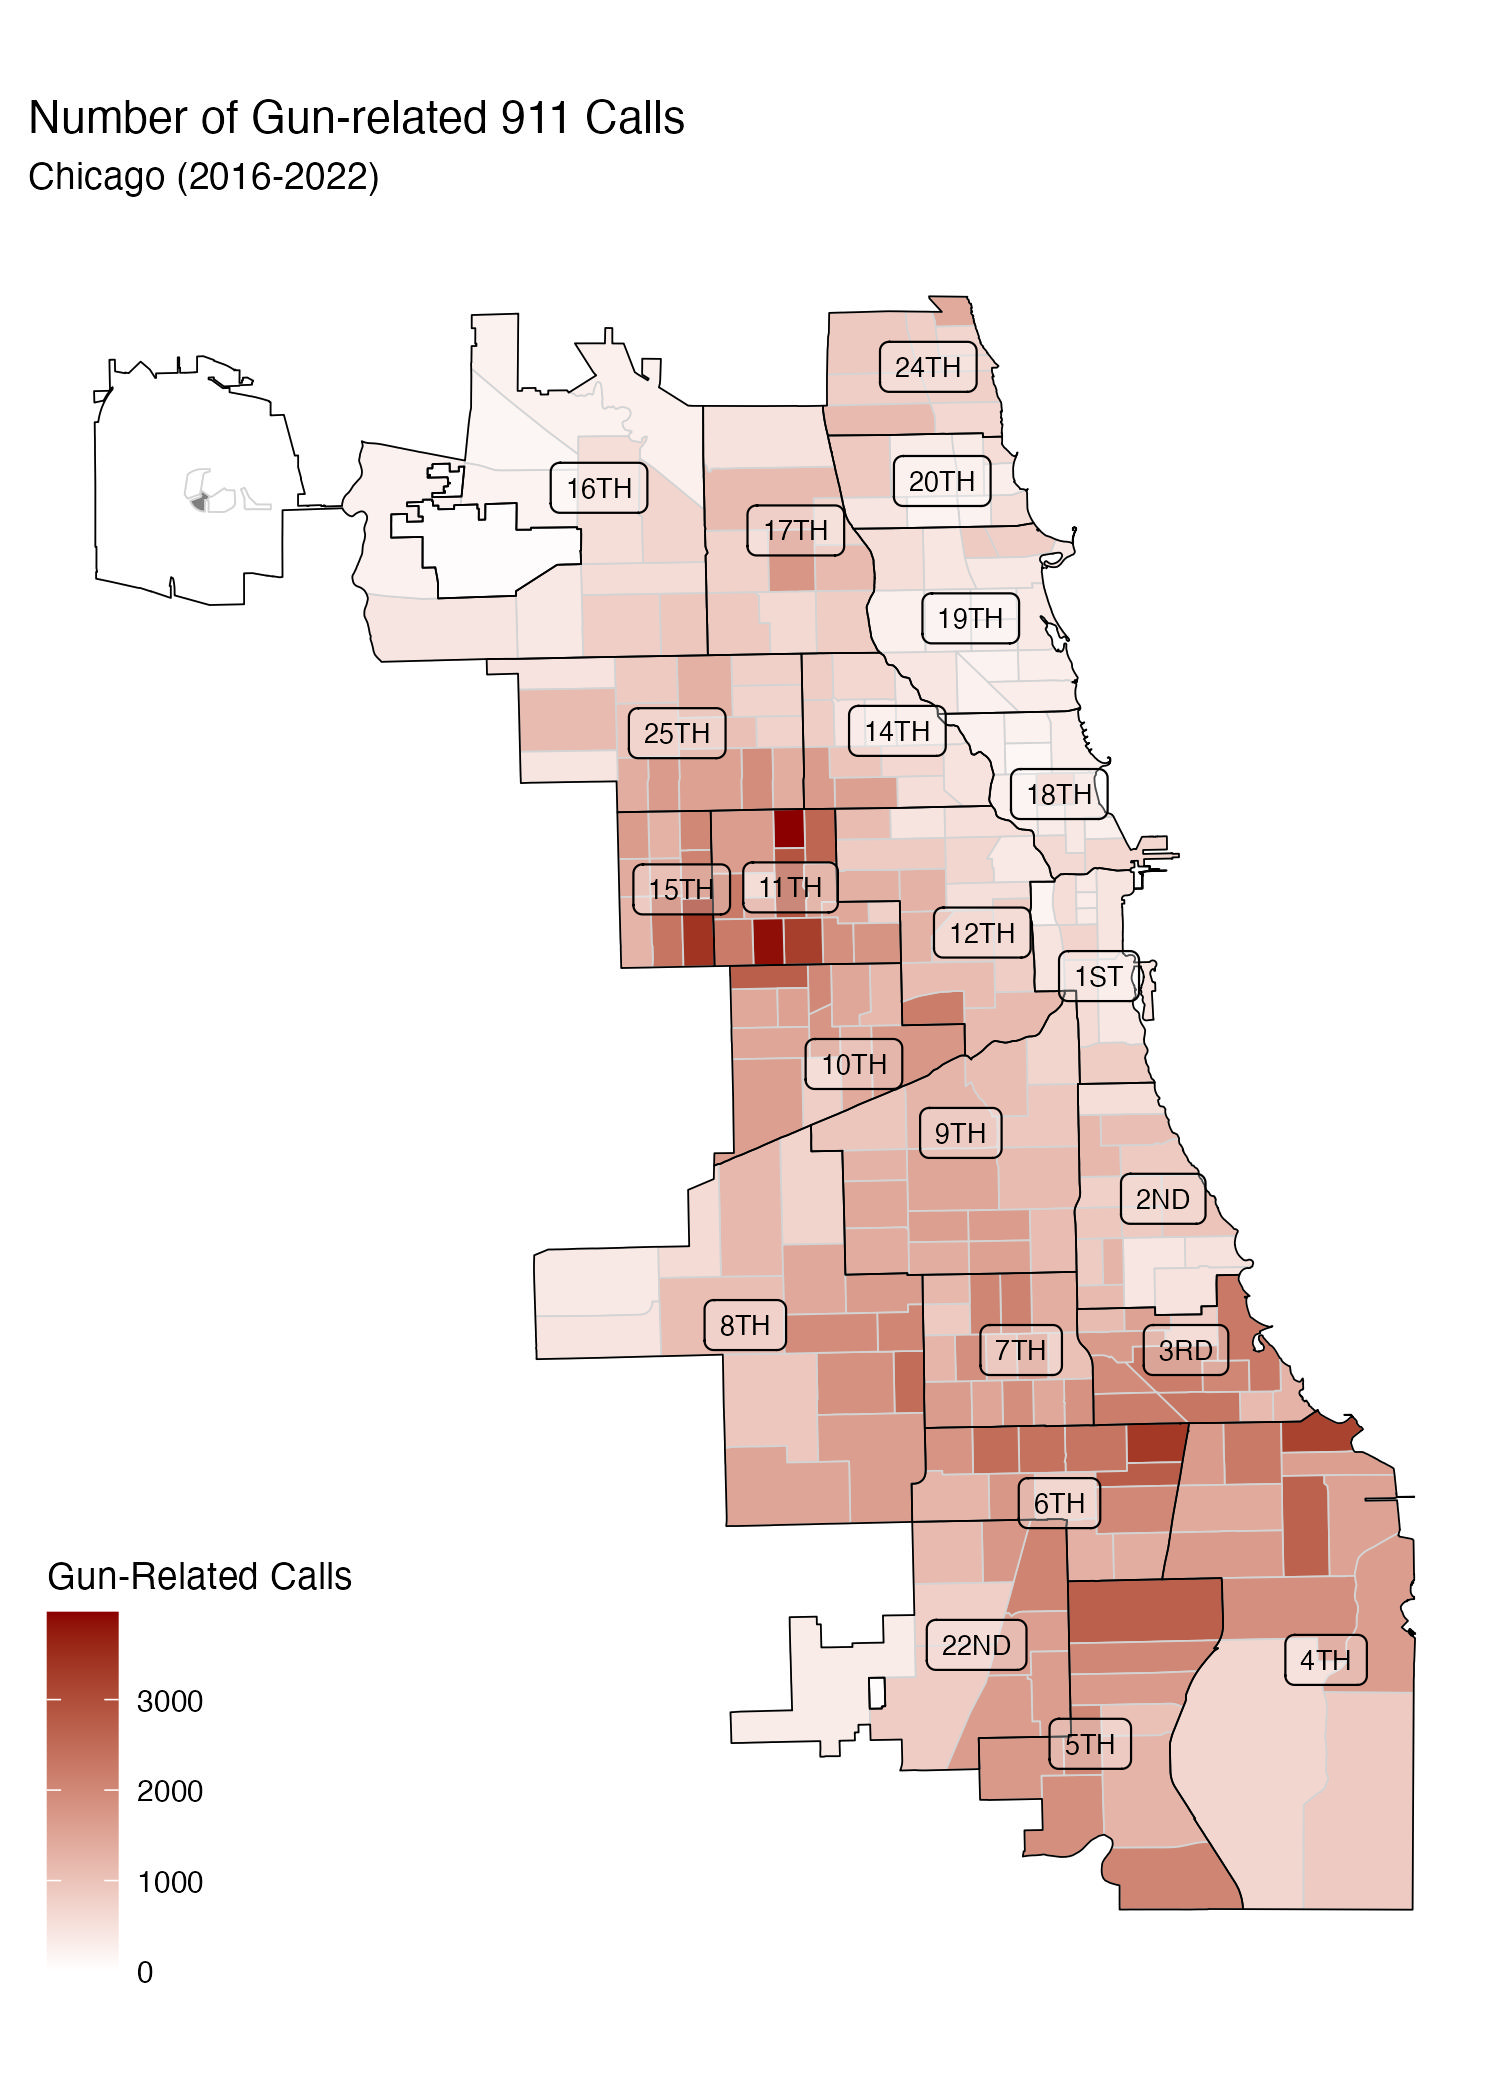 Number of Gun-related 911 Calls
Chicago (2016-2022)
24TH
20TH
16TH
17TH
19TH
25TH
14TH
18TH
15TH
11TH
12TH
1ST
10TH
9TH
2ND
8TH
7TH
3RD
6TH
22ND
4TH
5TH
Gun-Related Calls
3000
2000
1000
0